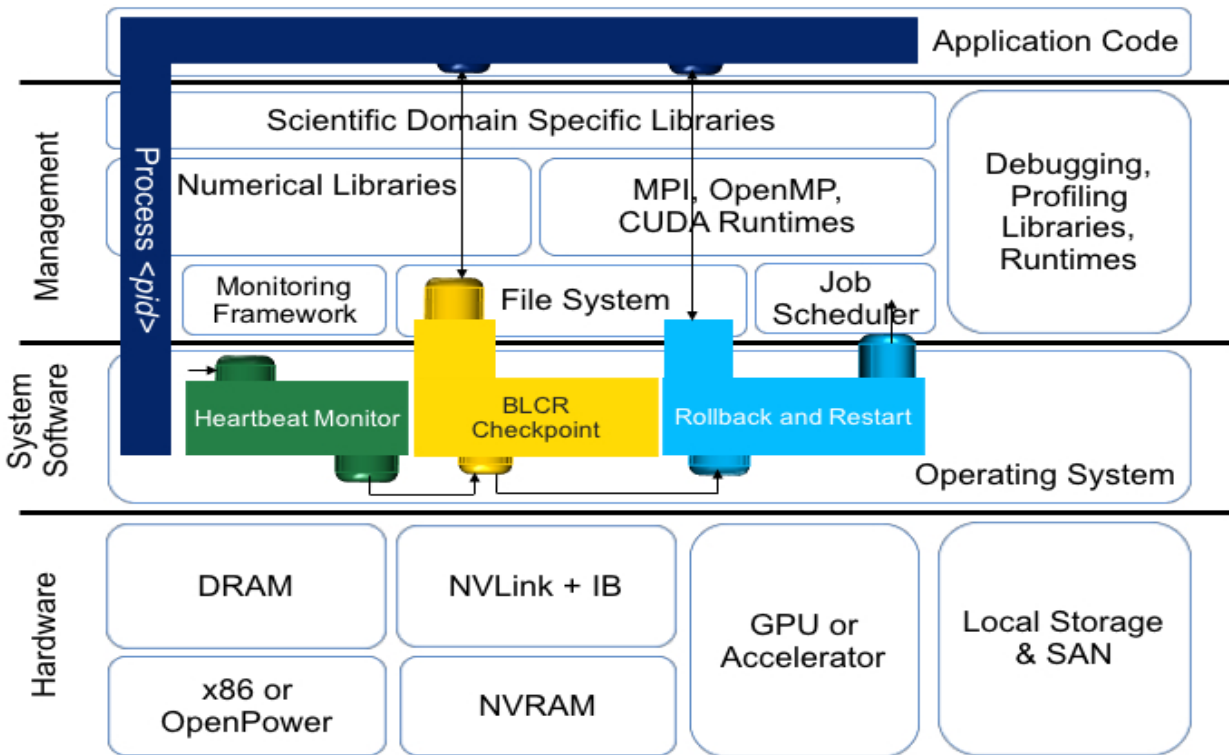 Application Code
Management
Process <pid>
Scientific Domain Specific Libraries
Numerical Libraries
MPI, OpenMP,
CUDA Runtimes
Debugging,
Profiling
Libraries,
Runtimes
Monitoring
Framework
File System
Job
Scheduler
System
Software
Heartbeat Monitor
BLCR
Checkpoint
Rollback and Restart
Operating System
Hardware
DRAM
NVLink + IB
GPU or
Accelerator
Local Storage
& SAN
x86 or
OpenPower
NVRAM